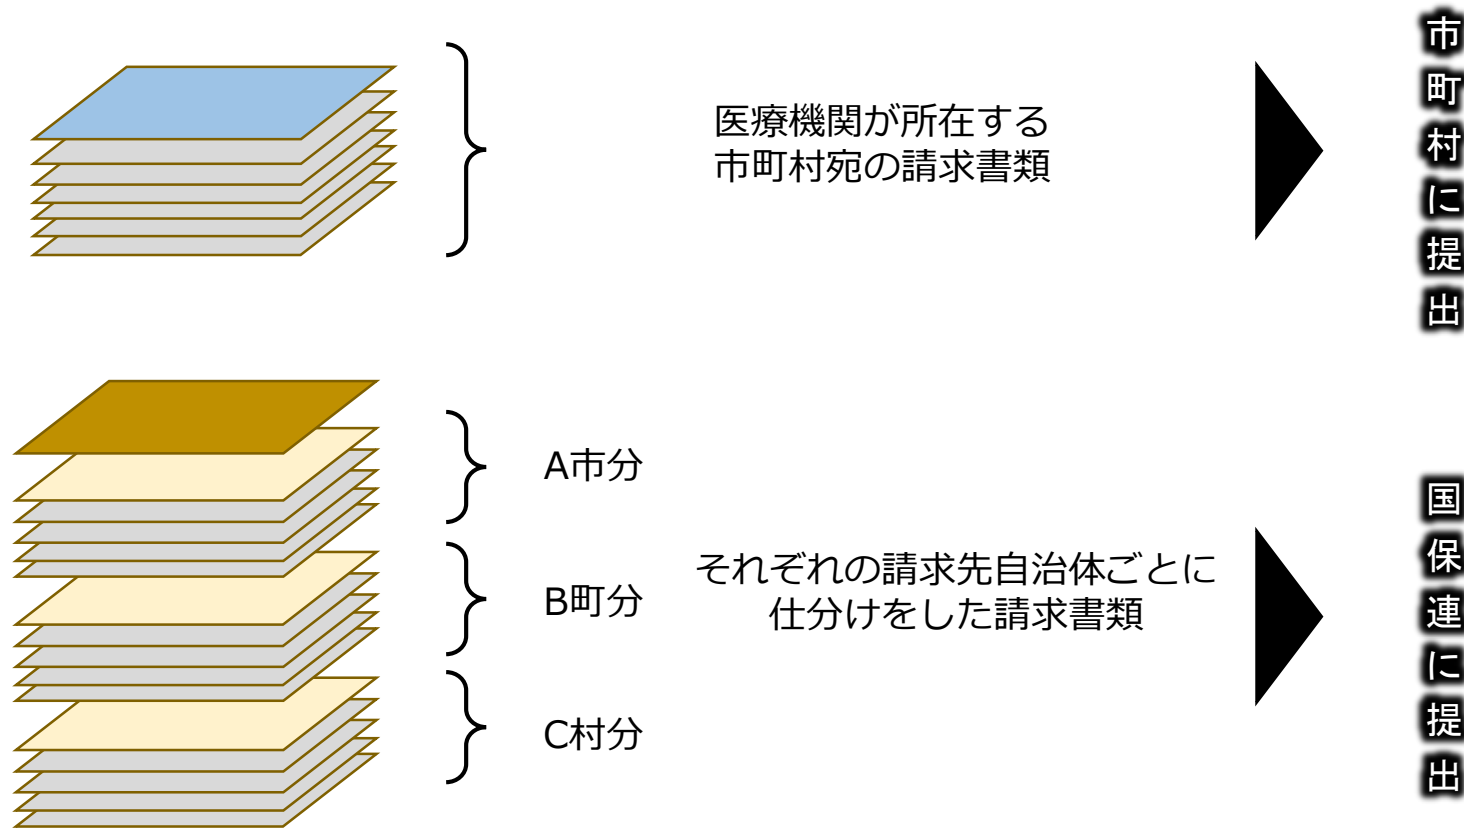 医療機関が所在する
市町村宛の請求書類
市町村に提出
A市分
B町分
C村分
それぞれの請求先自治体ごとに
仕分けをした請求書類
国保連に提出